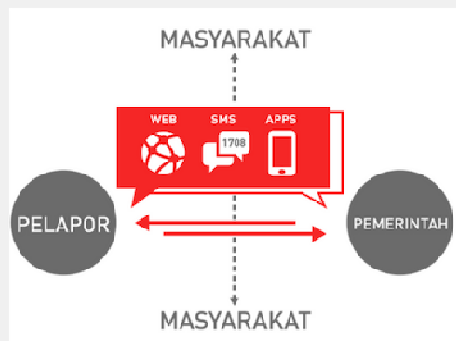 MASYARAKAT
WEB SMS APPS
1708
PELAPOR
PEMERINTAH
MASYARAKAT